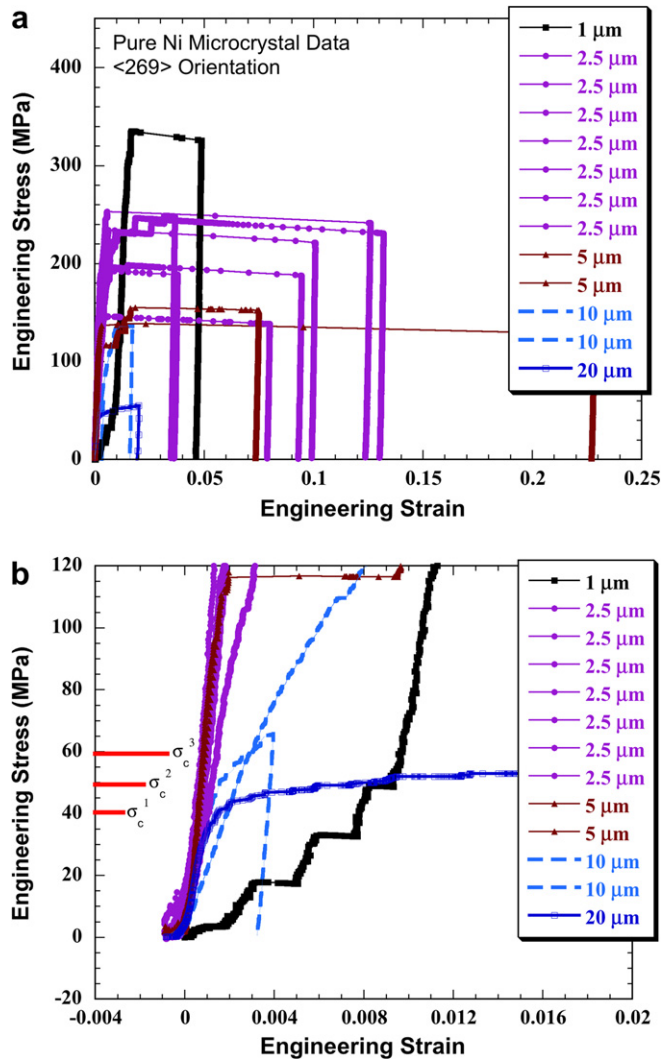 a
Pure Ni Microcrystal Data
<269> Orientation
Engineering Stress (MPa)
400
300
200
100
0
0
0.05
0.1
0.15
0.2
0.25
Engineering Strain
1 μm
2.5 μm
2.5 μm
2.5 μm
2.5 μm
2.5 μm
2.5 μm
2.5 μm
5 μm
5 μm
10 μm
10 μm
20 μm
b
Engineering Stress (MPa)
120
100
80
60
40
20
0
-20
σc3
σc2
σc1
-0.004
0
0.004
0.008
0.012
0.016
0.02
Engineering Strain
1 μm
2.5 μm
2.5 μm
2.5 μm
2.5 μm
2.5 μm
2.5 μm
2.5 μm
5 μm
5 μm
10 μm
10 μm
20 μm